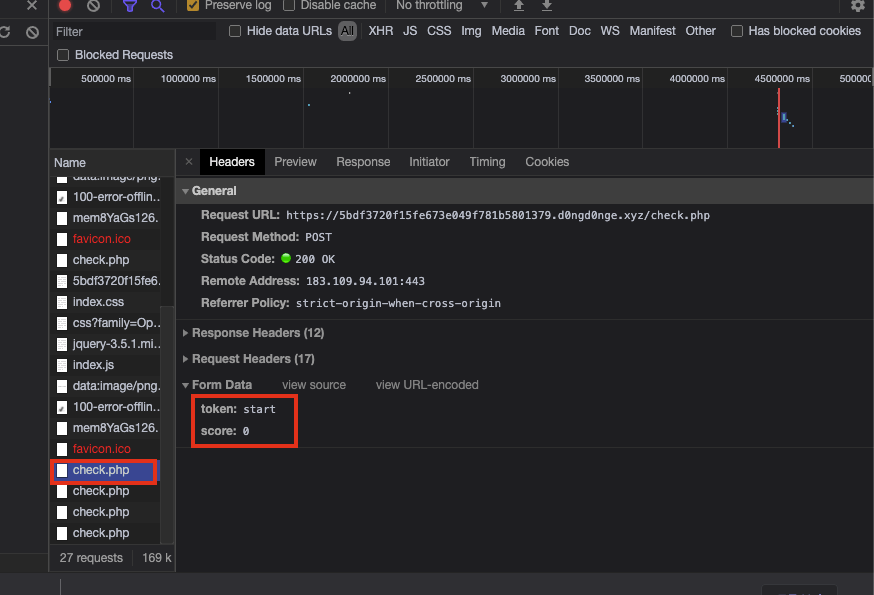 Preserve log Disable cache No throttling
Filter Hide data URLs All XHR JS CSS Img Media Font Doc WS Manifest Other Has blocked cookies
Blocked Requests
500000 ms 1000000 ms 1500000 ms 2000000 ms 2500000 ms 3000000 ms 3500000 ms 4000000 ms 4500000 ms 50000
Name
× Headers Preview Response Initiator Timing Cookies
data:image/png.
100-error-offlin...
mem8YaGs126.
favicon.ico
check.php
5bdf3720f15fe6.
index.css
css?family=Op..
jquery-3.5.1.mi..
index.js
data:image/png.
100-error-offlin...
mem8YaGs126.
favicon.ico
check.php
check.php
check.php
check.php
27 requests 169 k
General
Request URL: https://5bdf3720f15fe673e049f781b5801379.d0ngd0nge.xyz/check.php
Request Method: POST
Status Code: 200 OK
Remote Address: 183.109.94.101:443
Referrer Policy: strict-origin-when-cross-origin
Response Headers (12)
Request Headers (17)
Form Data view source view URL-encoded
token: start
score: 0